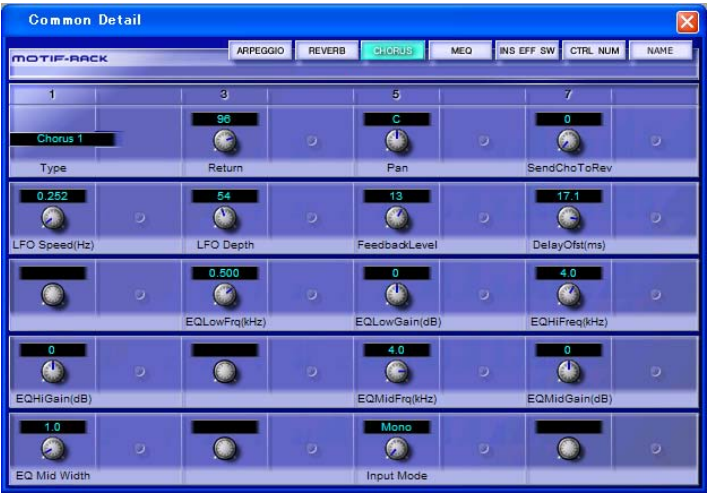 Common Detail
MOTIF-RACK ARPEGGIO REVERB CHORUS MEQ INS EFF SW CTRL NUM NAME
1 3 5 7
Chorus 1 96 C 0
Type Return Pan SendChoToRev
0.252 54 13 17.1
LFO Speed(Hz) LFO Depth FeedbackLevel DelayOfst(ms)
0.500 0 4.0
EQLowFrq(kHz) EQLowGain(dB) EQHiFreq(kHz)
0 4.0 0
EQHiGain(dB) EQMidFrq(kHz) EQMidGain(dB)
1.0 Mono
EQ Mid Width Input Mode